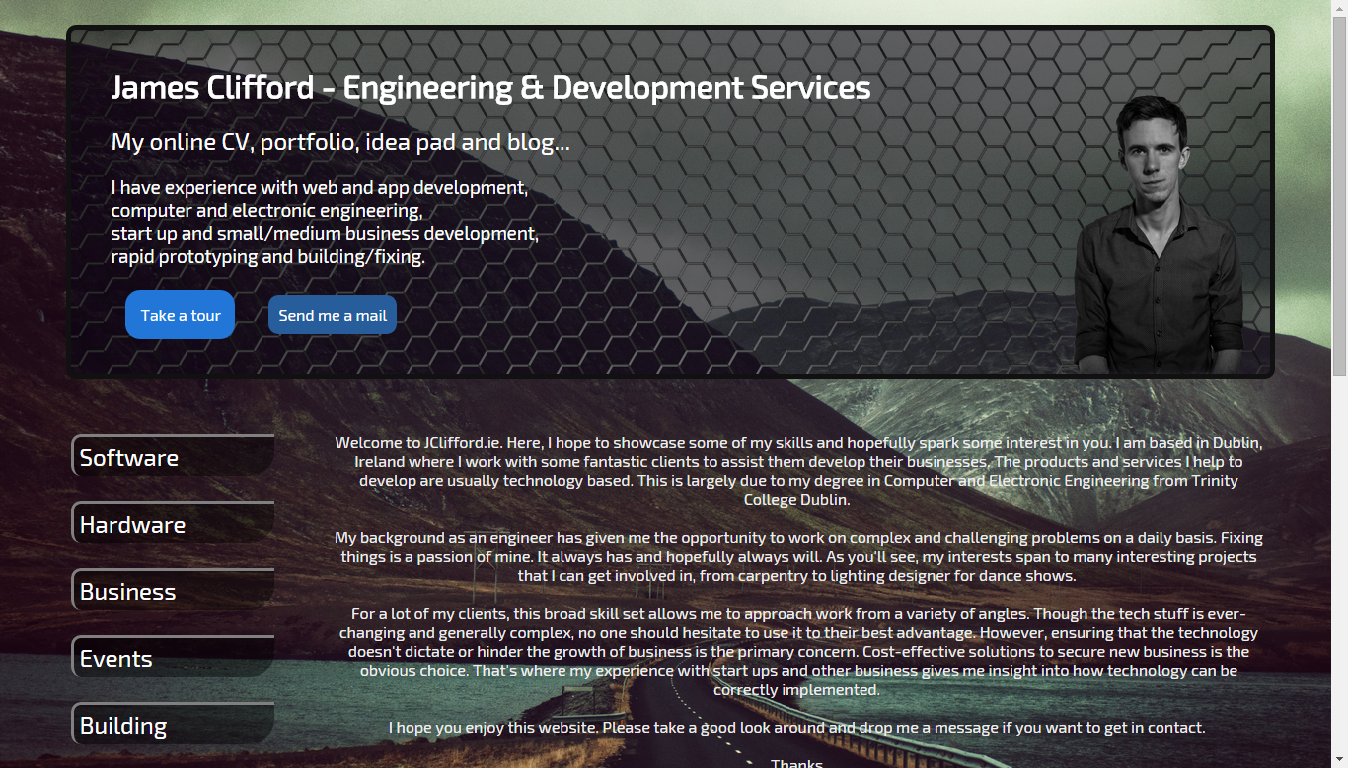 James Clifford - Engineering & Development Services
My online CV, portfolio, idea pad and blog...
I have experience with web and app development,
computer and electronic engineering,
start up and small/medium business development,
rapid prototyping and building/fixing.
Take a tour
Send me a mail
Software
Hardware
Business
Events
Building
Welcome to JClifford.ie. Here, I hope to showcase some of my skills and hopefully spark some interest in you. I am based in Dublin,
Ireland where I work with some fantastic clients to assist them develop their businesses. The products and services I help to
develop are usually technology based. This is largely due to my degree in Computer and Electronic Engineering from Trinity
College Dublin.
My background as an engineer has given me the opportunity to work on complex and challenging problems on a daily basis. Fixing
things is a passion of mine. It always has and hopefully always will. As you'll see, my interests span to many interesting projects
that I can get involved in, from carpentry to lighting designer for dance shows.
For a lot of my clients, this broad skill set allows me to approach work from a variety of angles. Though the tech stuff is ever-
changing and generally complex, no one should hesitate to use it to their best advantage. However, ensuring that the technology
doesn't dictate or hinder the growth of business is the primary concern. Cost-effective solutions to secure new business is the
obvious choice. That's where my experience with start ups and other business gives me insight into how technology can be
correctly implemented.
I hope you enjoy this website. Please take a good look around and drop me a message if you want to get in contact.
Thanks